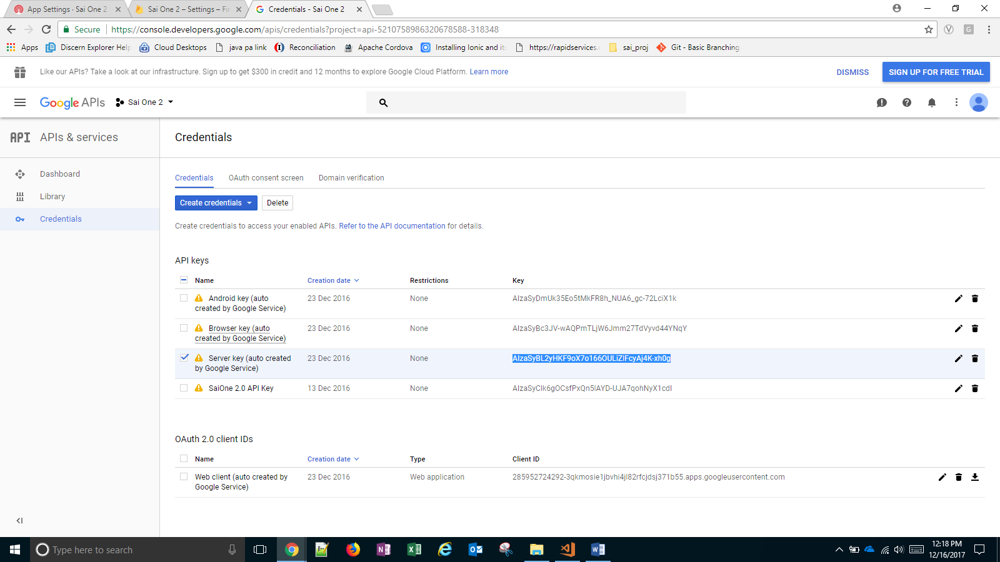 App Settings · Sai One 2
Sai One 2 – Settings – Fir
Credentials - Sai One 2
Secure
https://console.developers.google.com/apis/credentials?project=api-5210758986320678588-318348
Apps
Discern Explorer Help
Cloud Desktops
java pa link
Reconciliation
Apache Cordova
Installing Ionic and its
https://rapidservices.
sai_proj
Git - Basic Branching
Like our APIs? Take a look at our infrastructure. Sign up to get $300 in credit and 12 months to explore Google Cloud Platform. Learn more
DISMISS
SIGN UP FOR FREE TRIAL
Google APIs
Sai One 2
API APIs & services
Credentials
Dashboard
Library
Credentials
Credentials
OAuth consent screen
Domain verification
Create credentials
Delete
Create credentials to access your enabled APIs. Refer to the API documentation for details.
API keys
Name Creation date Restrictions Key
Android key (auto created by Google Service) 23 Dec 2016 None AIzaSyDmUk35Eo5tMkFR8h_NUA6_gc-72LciX1k
Browser key (auto created by Google Service) 23 Dec 2016 None AIzaSyBc3JV-wAQPmTLjW6Jmm27TdVyvd44YNqY
Server key (auto created by Google Service) 23 Dec 2016 None AIzaSyBL2yHKF9oX7o166OULiZIFcyAj4K-xh0g
SaiOne 2.0 API Key 13 Dec 2016 None AIzaSyClk6gOCsfPxQn5lAYD-UJA7qohNyX1cdI
OAuth 2.0 client IDs
Name Creation date Type Client ID
Web client (auto created by Google Service) 23 Dec 2016 Web application 285952724292-3qkmosie1jbvhi4jl82rfcjdsj371b55.apps.googleusercontent.com
Type here to search
12:18 PM
12/16/2017